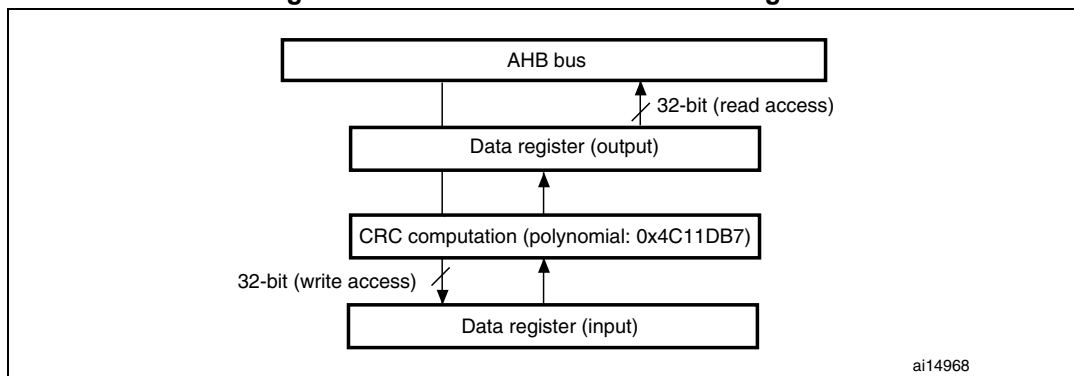 AHB bus
32-bit (read access)
Data register (output)
CRC computation (polynomial: 0x4C11DB7)
32-bit (write access)
Data register (input)
ai14968